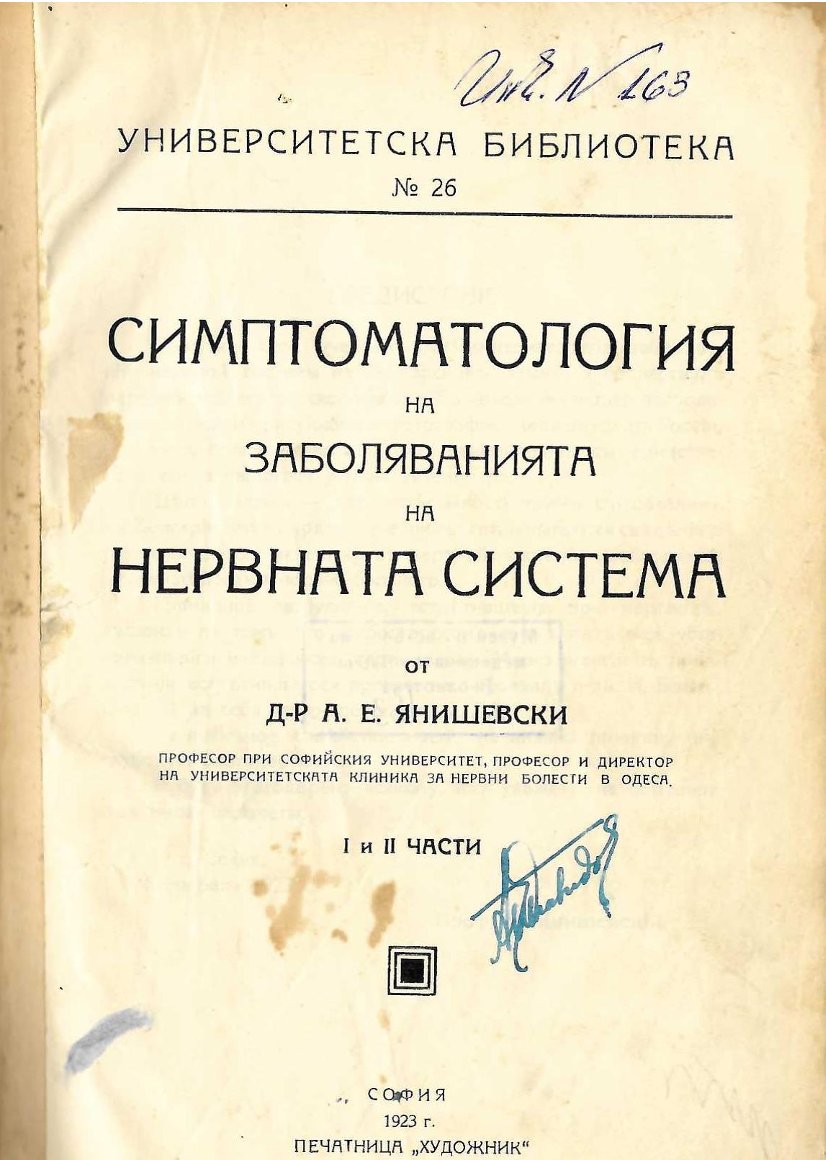 Инв. N 163
УНИВЕРСИТЕТСКА БИБЛИОТЕКА
№ 26
СИМПТОМАТОЛОГИЯ
НА
ЗАБОЛЯВАНИЯТА
НА
НЕРВНАТА СИСТЕМА
ОТ
Д-Р А. Е. ЯНИШЕВСКИ
ПРОФЕСОР ПРИ СОФИЙСКИЯ УНИВЕРСИТЕТ, ПРОФЕСОР И ДИРЕКТОР
НА УНИВЕРСИТЕТСКАТА КЛИНИКА ЗА НЕРВНИ БОЛЕСТИ В ОДЕСА.
I и II ЧАСТИ
СОФИЯ
1923 г.
ПЕЧАТНИЦА „ХУДОЖНИК“